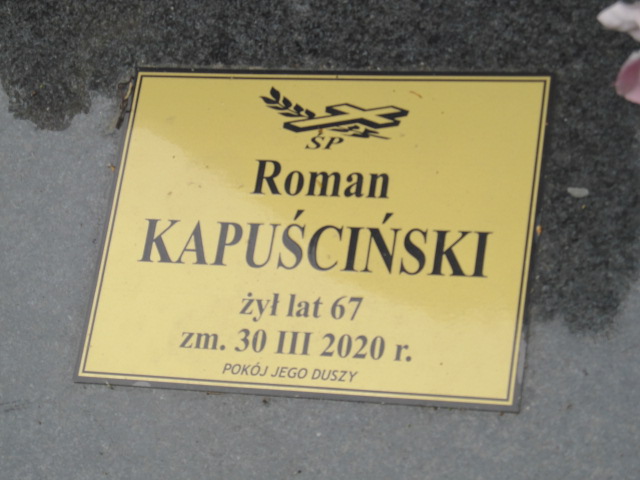 ŚP
Roman
KAPUŚCIŃSKI
żył lat 67
zm. 30 III 2020 r.
POKÓJ JEGO DUSZY